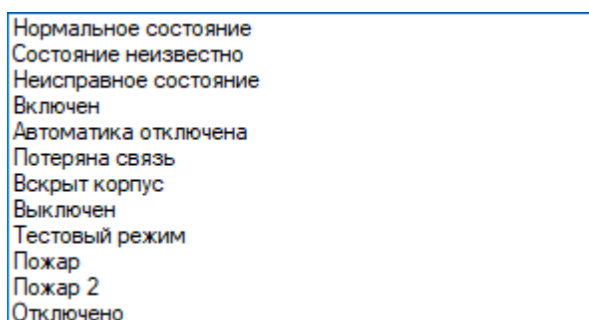 Нормальное состояние
Состояние неизвестно
Неисправное состояние
Включен
Автоматика отключена
Потеряна связь
Вскрыт корпус
Выключен
Тестовый режим
Пожар
Пожар 2
Отключено